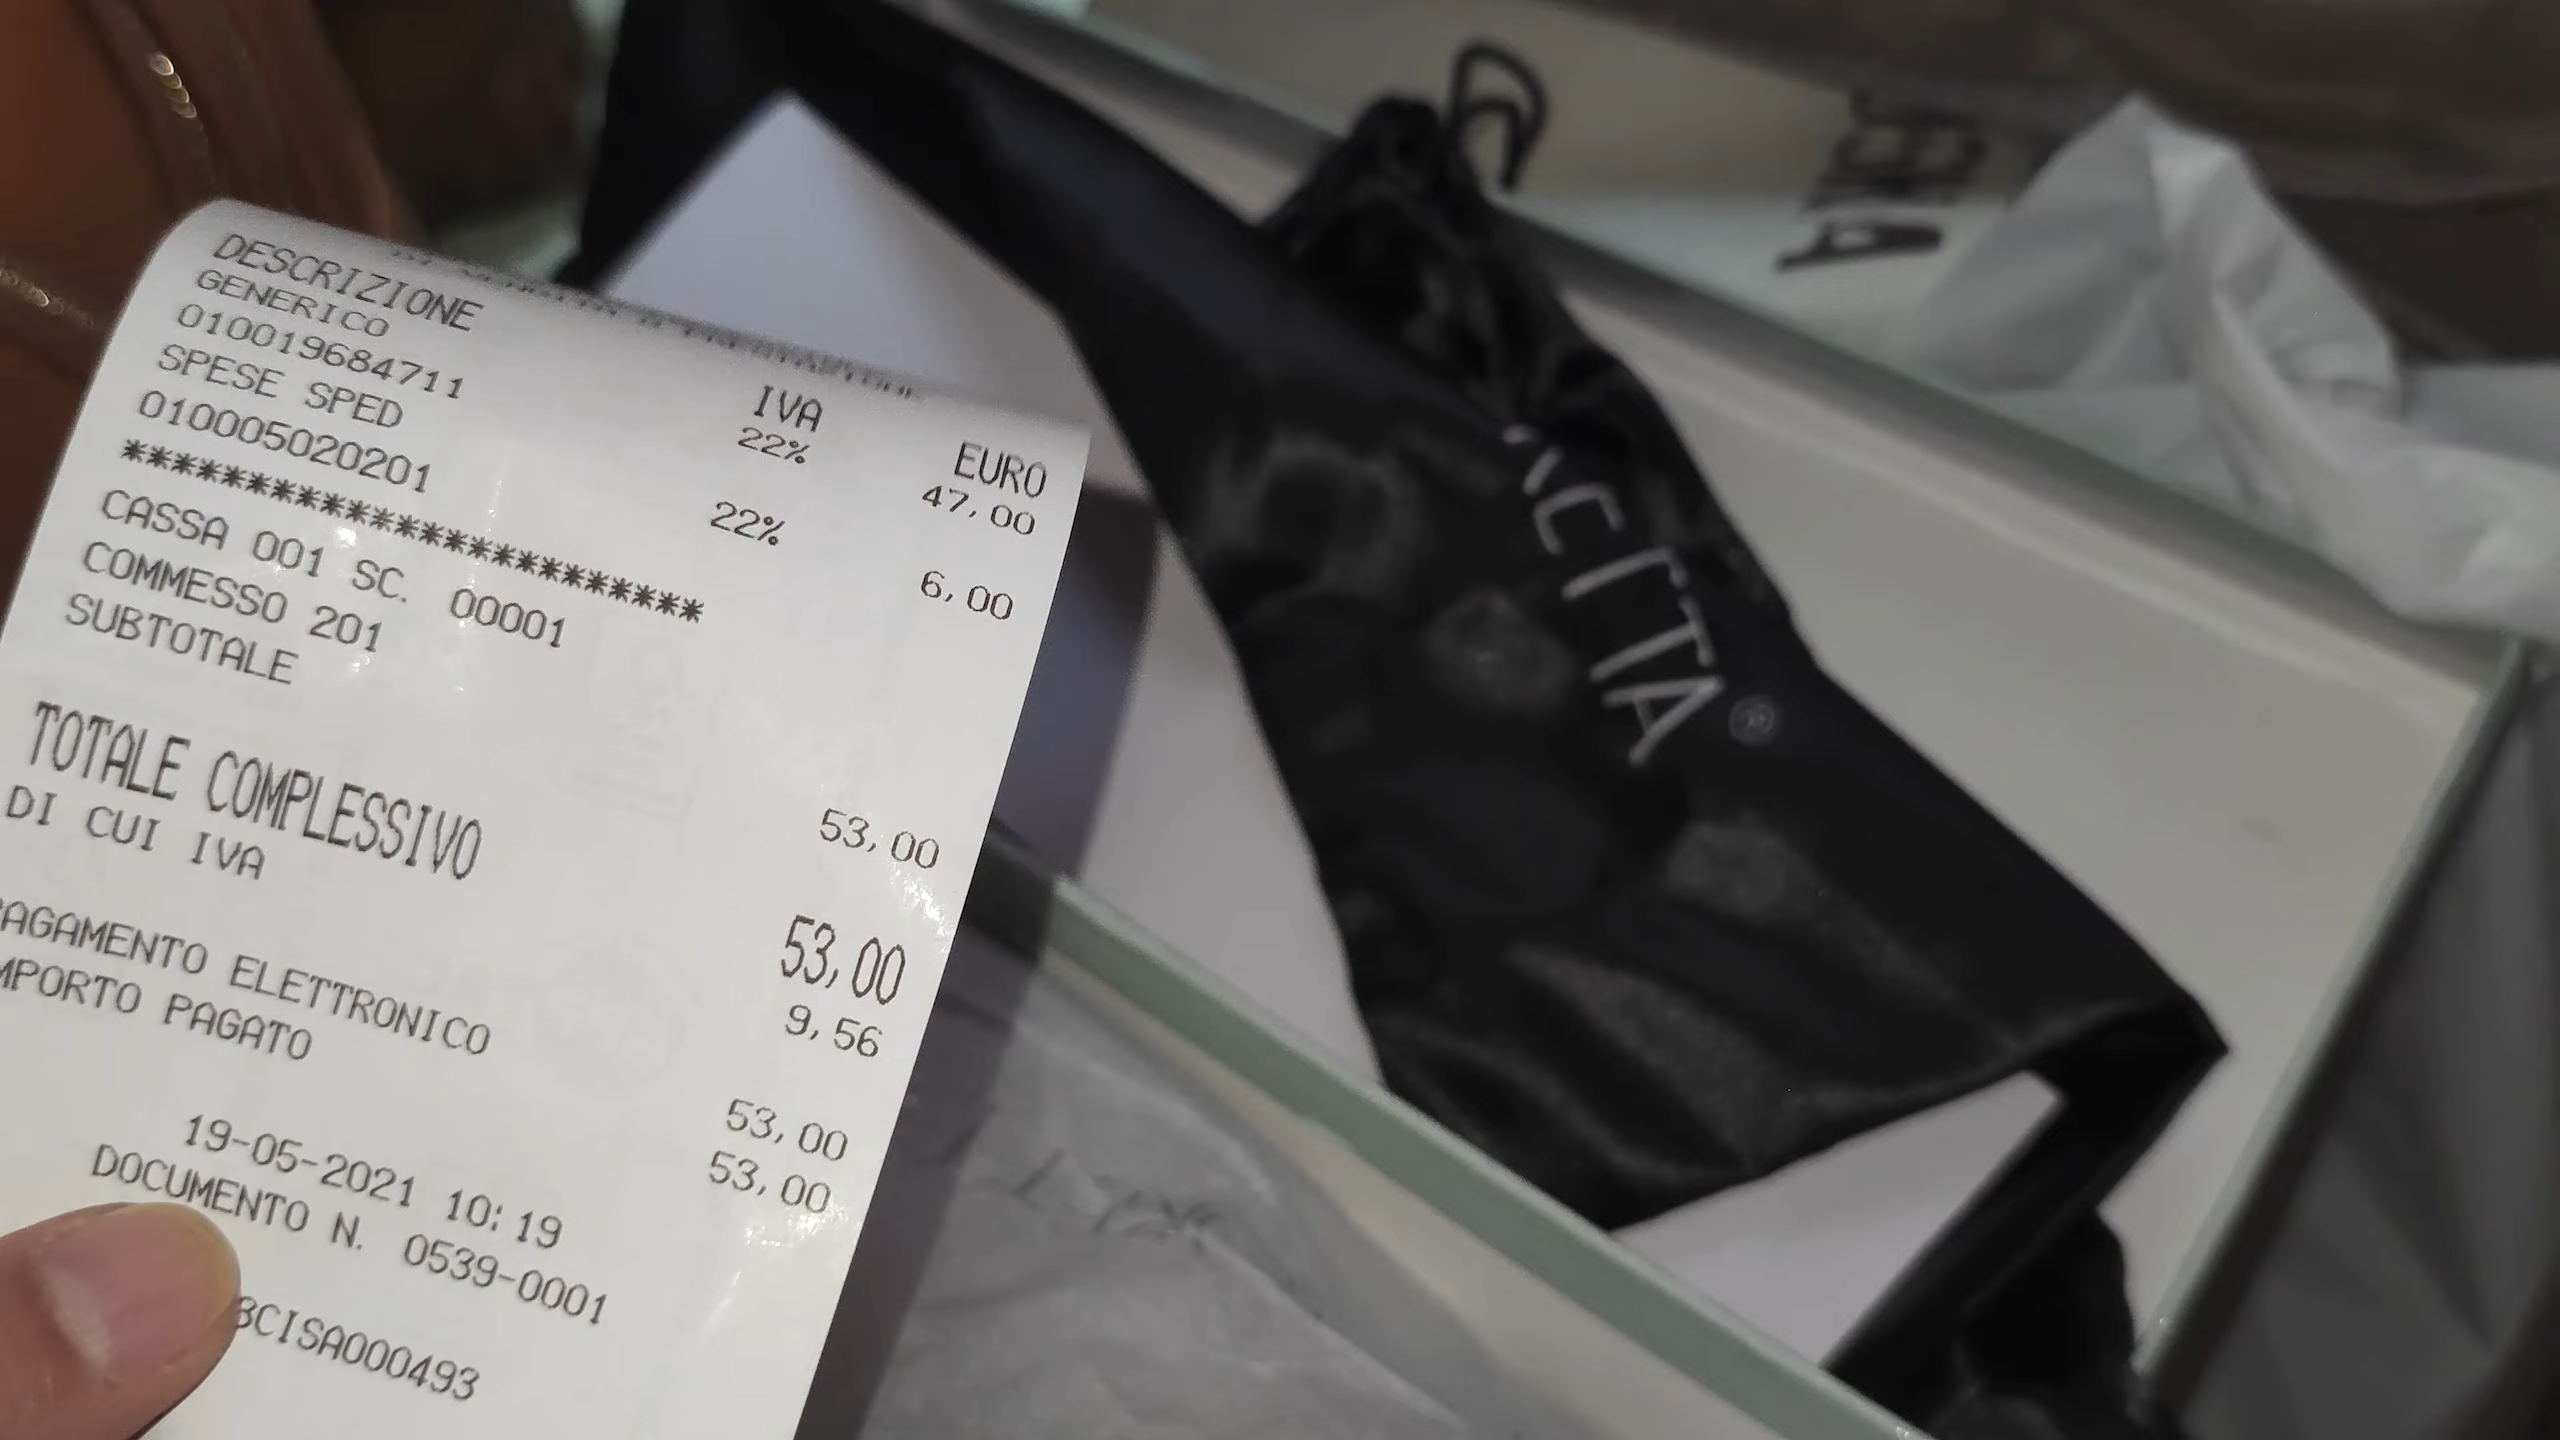 DESCRIZIONE IVA EURO
GENERICO 22% 47,00
010019684711
SPESE SPED 22% 6,00
010005020201
****************************
CASSA 001 SC. 00001
COMMESSO 201
SUBTOTALE 53,00
TOTALE COMPLESSIVO 53,00
DI CUI IVA 9,56
AGAMENTO ELETTRONICO 53,00
MPORTO PAGATO 53,00
19-05-2021 10:19
DOCUMENTO N. 0539-0001
CISA000493